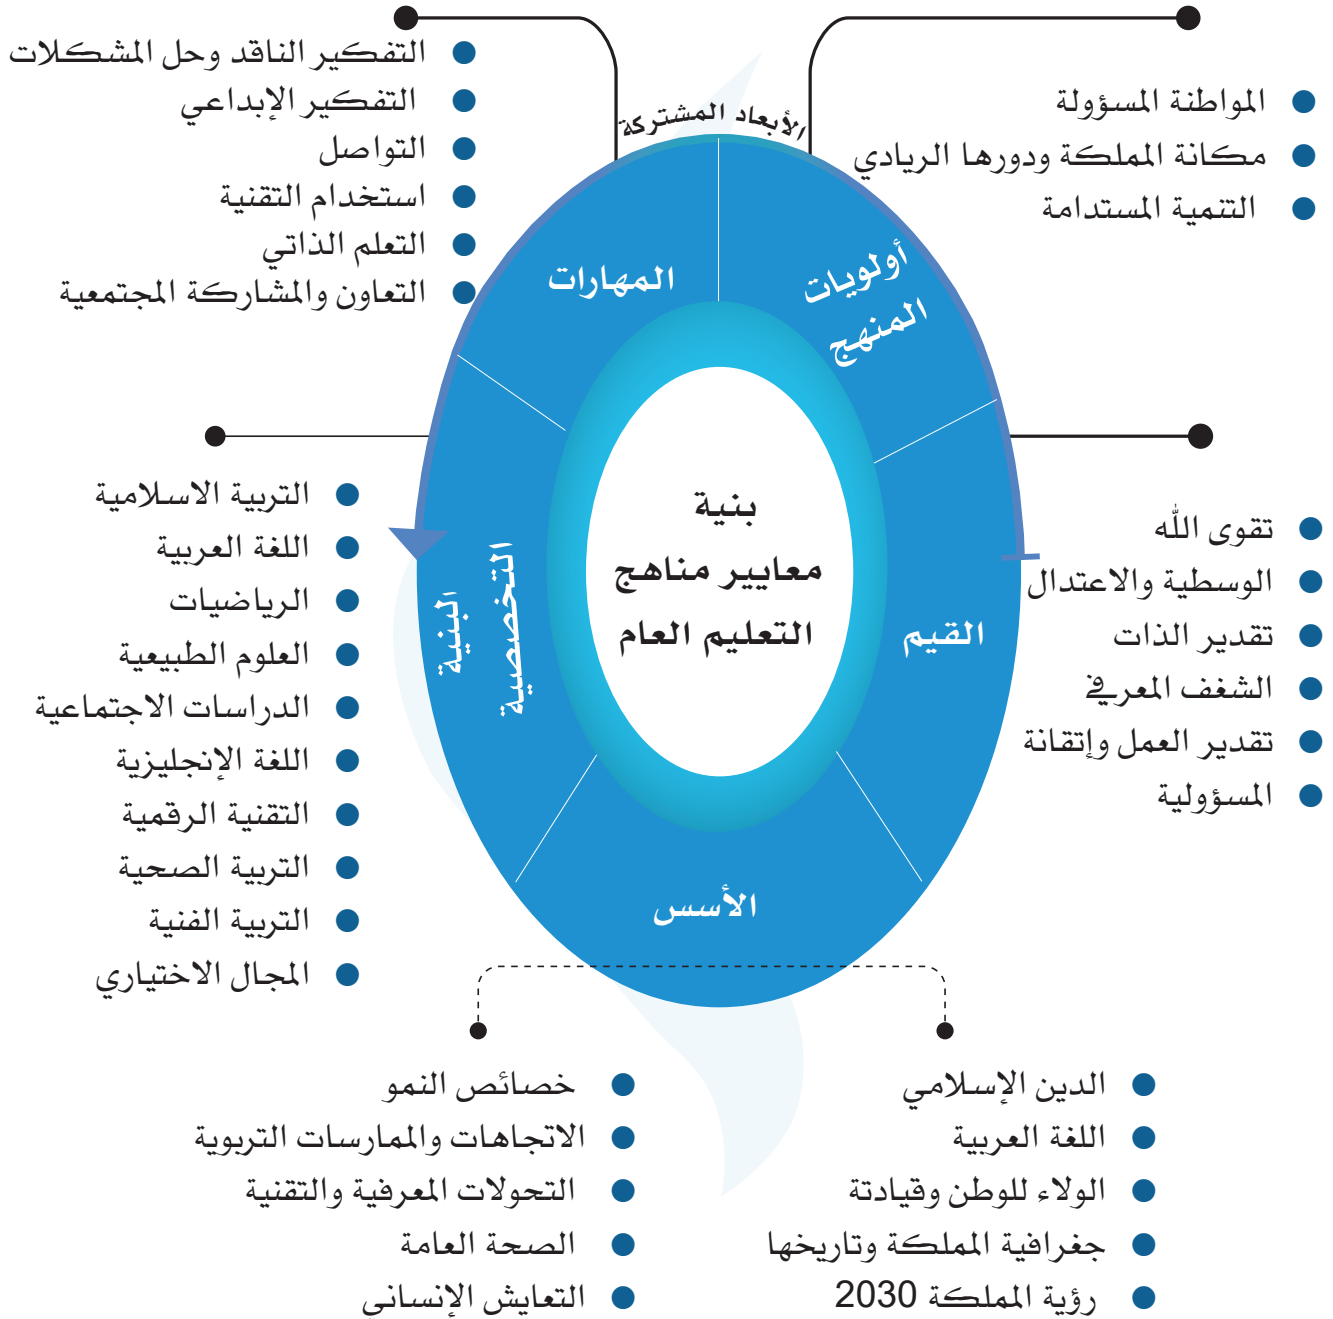 الأبعاد المشتركة
أولويات
المنهج
المواطنة المسؤولة
مكانة المملكة ودورها الريادي
التنمية المستدامة
المهارات
التفكير الناقد وحل المشكلات
التفكير الإبداعي
التواصل
استخدام التقنية
التعلم الذاتي
التعاون والمشاركة المجتمعية
بنية
معايير مناهج
التعليم العام
القيم
تقوى الله
الوسطية والاعتدال
تقدير الذات
الشغف المعرفي
تقدير العمل وإتقانة
المسؤولية
البنية
التخصصية
التربية الاسلامية
اللغة العربية
الرياضيات
العلوم الطبيعية
الدراسات الاجتماعية
اللغة الإنجليزية
التقنية الرقمية
التربية الصحية
التربية الفنية
المجال الاختياري
الأسس
الدين الإسلامي
اللغة العربية
الولاء للوطن وقيادتة
جغرافية المملكة وتاريخها
رؤية المملكة 2030
خصائص النمو
الاتجاهات والممارسات التربوية
التحولات المعرفية والتقنية
الصحة العامة
التعايش الإنساني